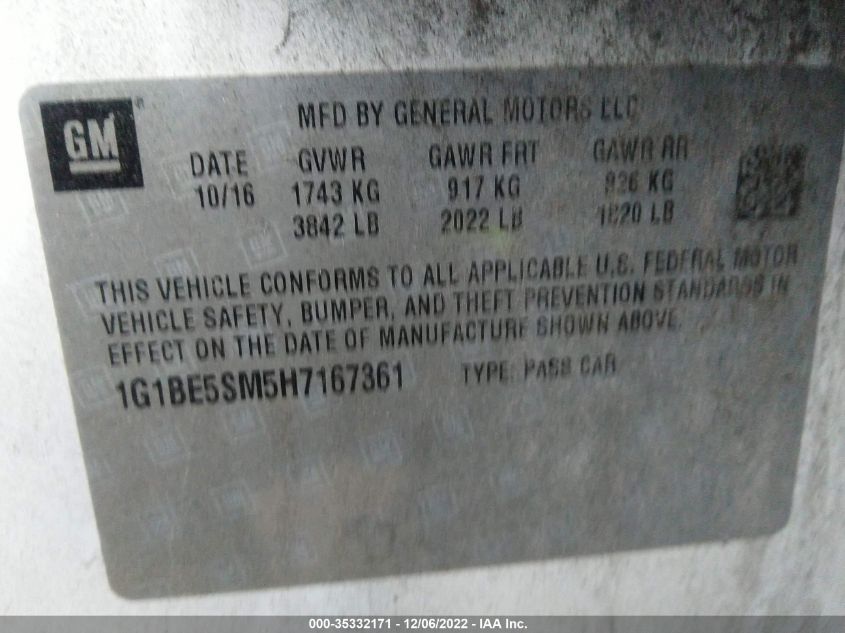 GM
MFD BY GENERAL MOTORS LLC
DATE GVWR GAWR FRT GAWR RR
10/16 1743 KG 917 KG 826 KG
3842 LB 2022 LB 1820 LB
THIS VEHICLE CONFORMS TO ALL APPLICABLE U.S. FEDERAL MOTOR
VEHICLE SAFETY, BUMPER, AND THEFT PREVENTION STANDARDS IN
EFFECT ON THE DATE OF MANUFACTURE SHOWN ABOVE.
1G1BE5SM5H7167361 TYPE: PASS CAR
000-35332171 - 12/06/2022 - IAA Inc.